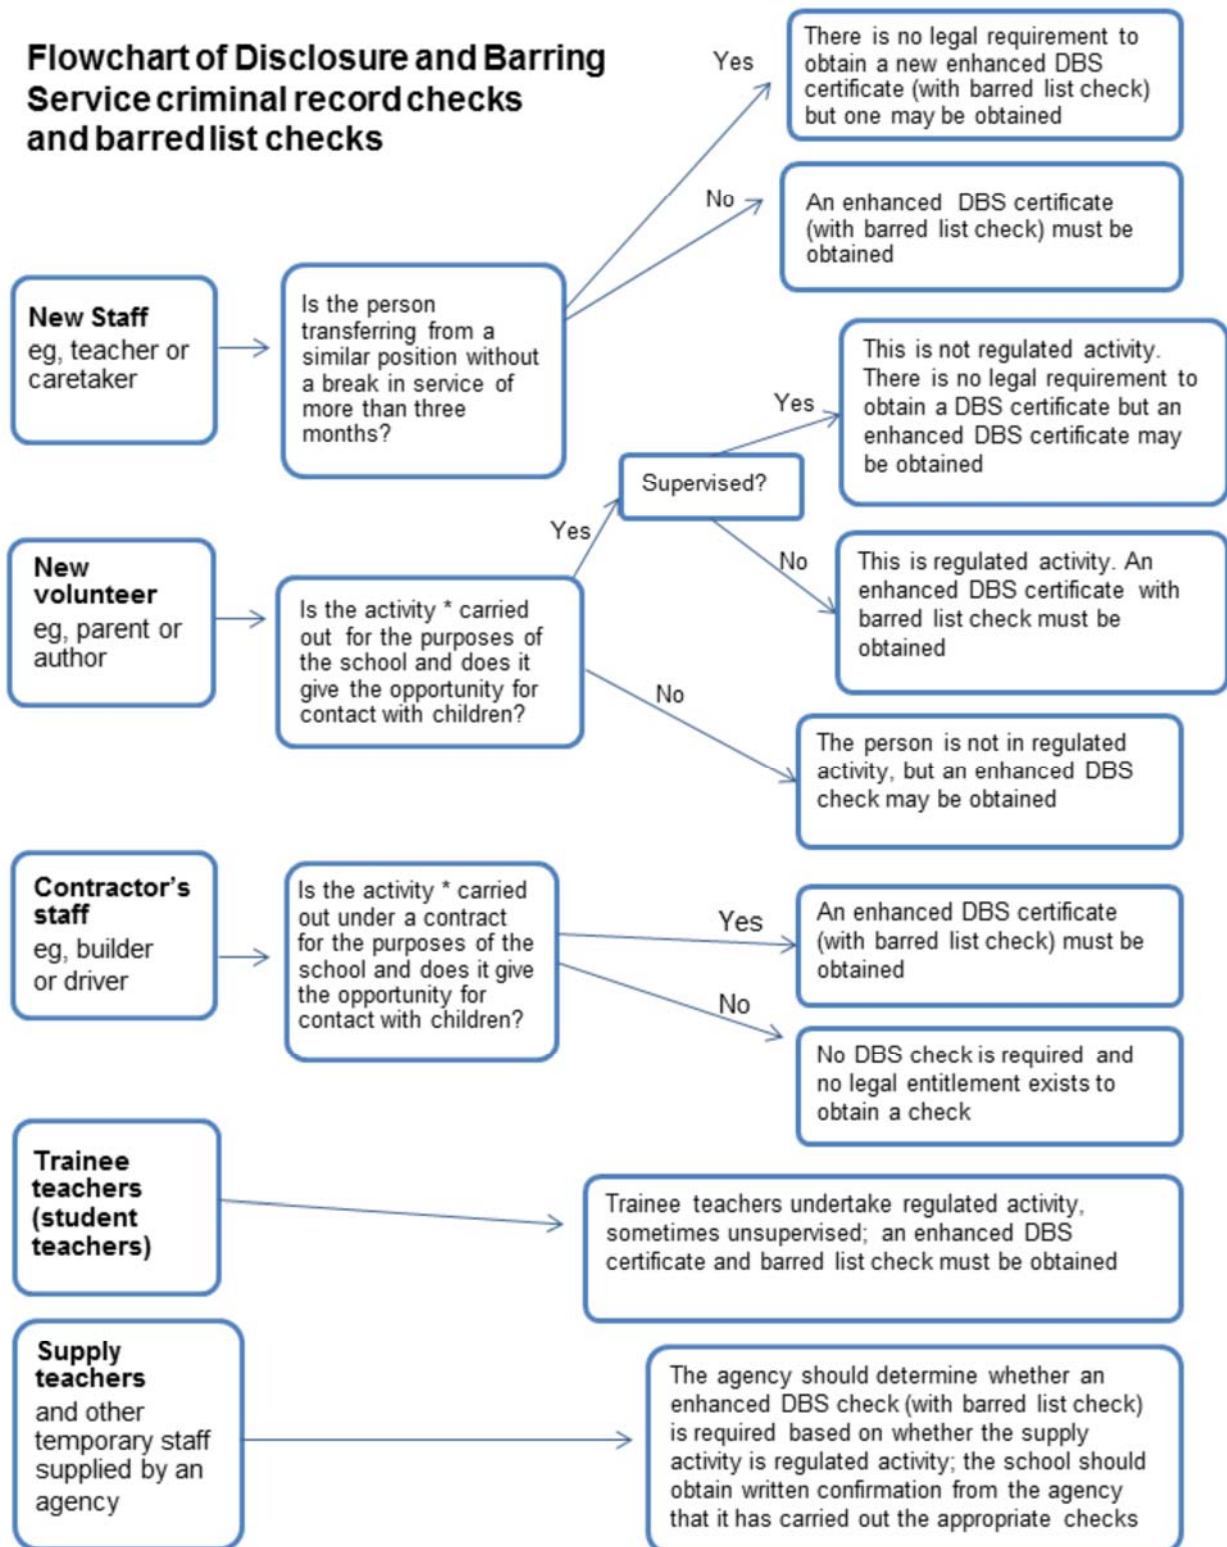 Flowchart of Disclosure and Barring
Service criminal record checks
and barred list checks
New Staff
eg, teacher or
caretaker
Is the person
transferring from a
similar position without
a break in service of
more than three
months?
Yes
There is no legal requirement to
obtain a new enhanced DBS
certificate (with barred list check)
but one may be obtained
No
An enhanced DBS certificate
(with barred list check) must be
obtained
New
volunteer
eg, parent or
author
Is the activity * carried
out for the purposes of
the school and does it
give the opportunity for
contact with children?
Yes
Supervised?
Yes
This is not regulated activity.
There is no legal requirement to
obtain a DBS certificate but an
enhanced DBS certificate may
be obtained
No
This is regulated activity. An
enhanced DBS certificate with
barred list check must be
obtained
No
The person is not in regulated
activity, but an enhanced DBS
check may be obtained
Contractor's
staff
eg, builder
or driver
Is the activity * carried
out under a contract
for the purposes of the
school and does it give
the opportunity for
contact with children?
Yes
An enhanced DBS certificate
(with barred list check) must be
obtained
No
No DBS check is required and
no legal entitlement exists to
obtain a check
Trainee
teachers
(student
teachers)
Trainee teachers undertake regulated activity,
sometimes unsupervised; an enhanced DBS
certificate and barred list check must be obtained
Supply
teachers
and other
temporary staff
supplied by an
agency
The agency should determine whether an
enhanced DBS check (with barred list check)
is required based on whether the supply
activity is regulated activity; the school should
obtain written confirmation from the agency
that it has carried out the appropriate checks